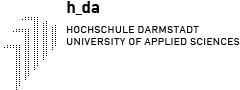 h_da
HOCHSCHULE DARMSTADT
UNIVERSITY OF APPLIED SCIENCES